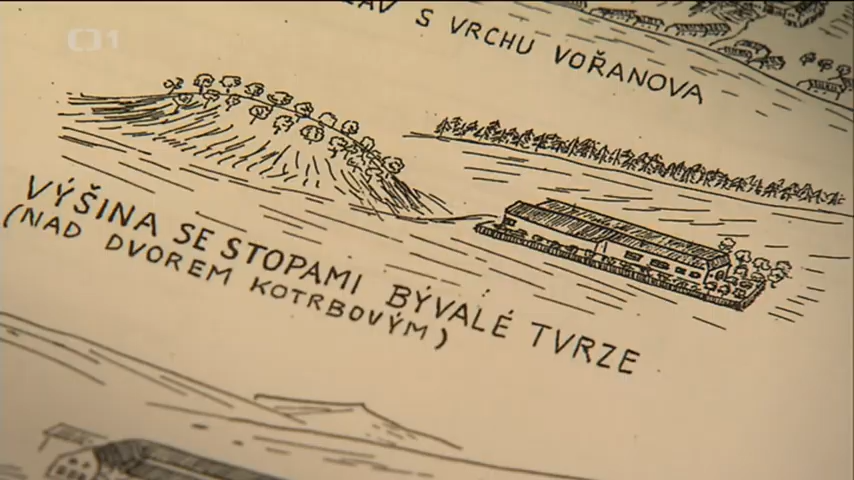 S VRCHU VOŘANOVA
VÝŠINA SE STOPAMI BÝVALÉ TVRZE
(NAD DVOREM KOTRBOVÝM)